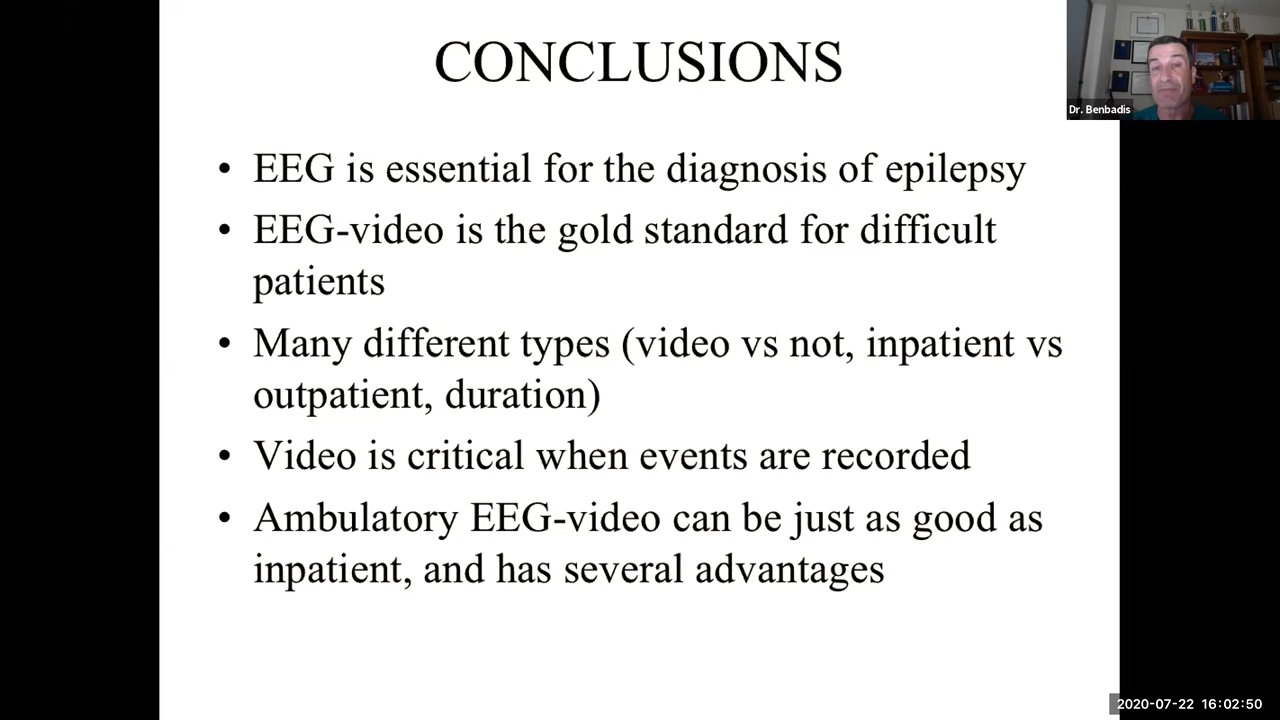 CONCLUSIONS
Dr. Benbadis
• EEG is essential for the diagnosis of epilepsy
• EEG-video is the gold standard for difficult
patients
• Many different types (video vs not, inpatient vs
outpatient, duration)
• Video is critical when events are recorded
• Ambulatory EEG-video can be just as good as
inpatient, and has several advantages
2020-07-22 16:02:50